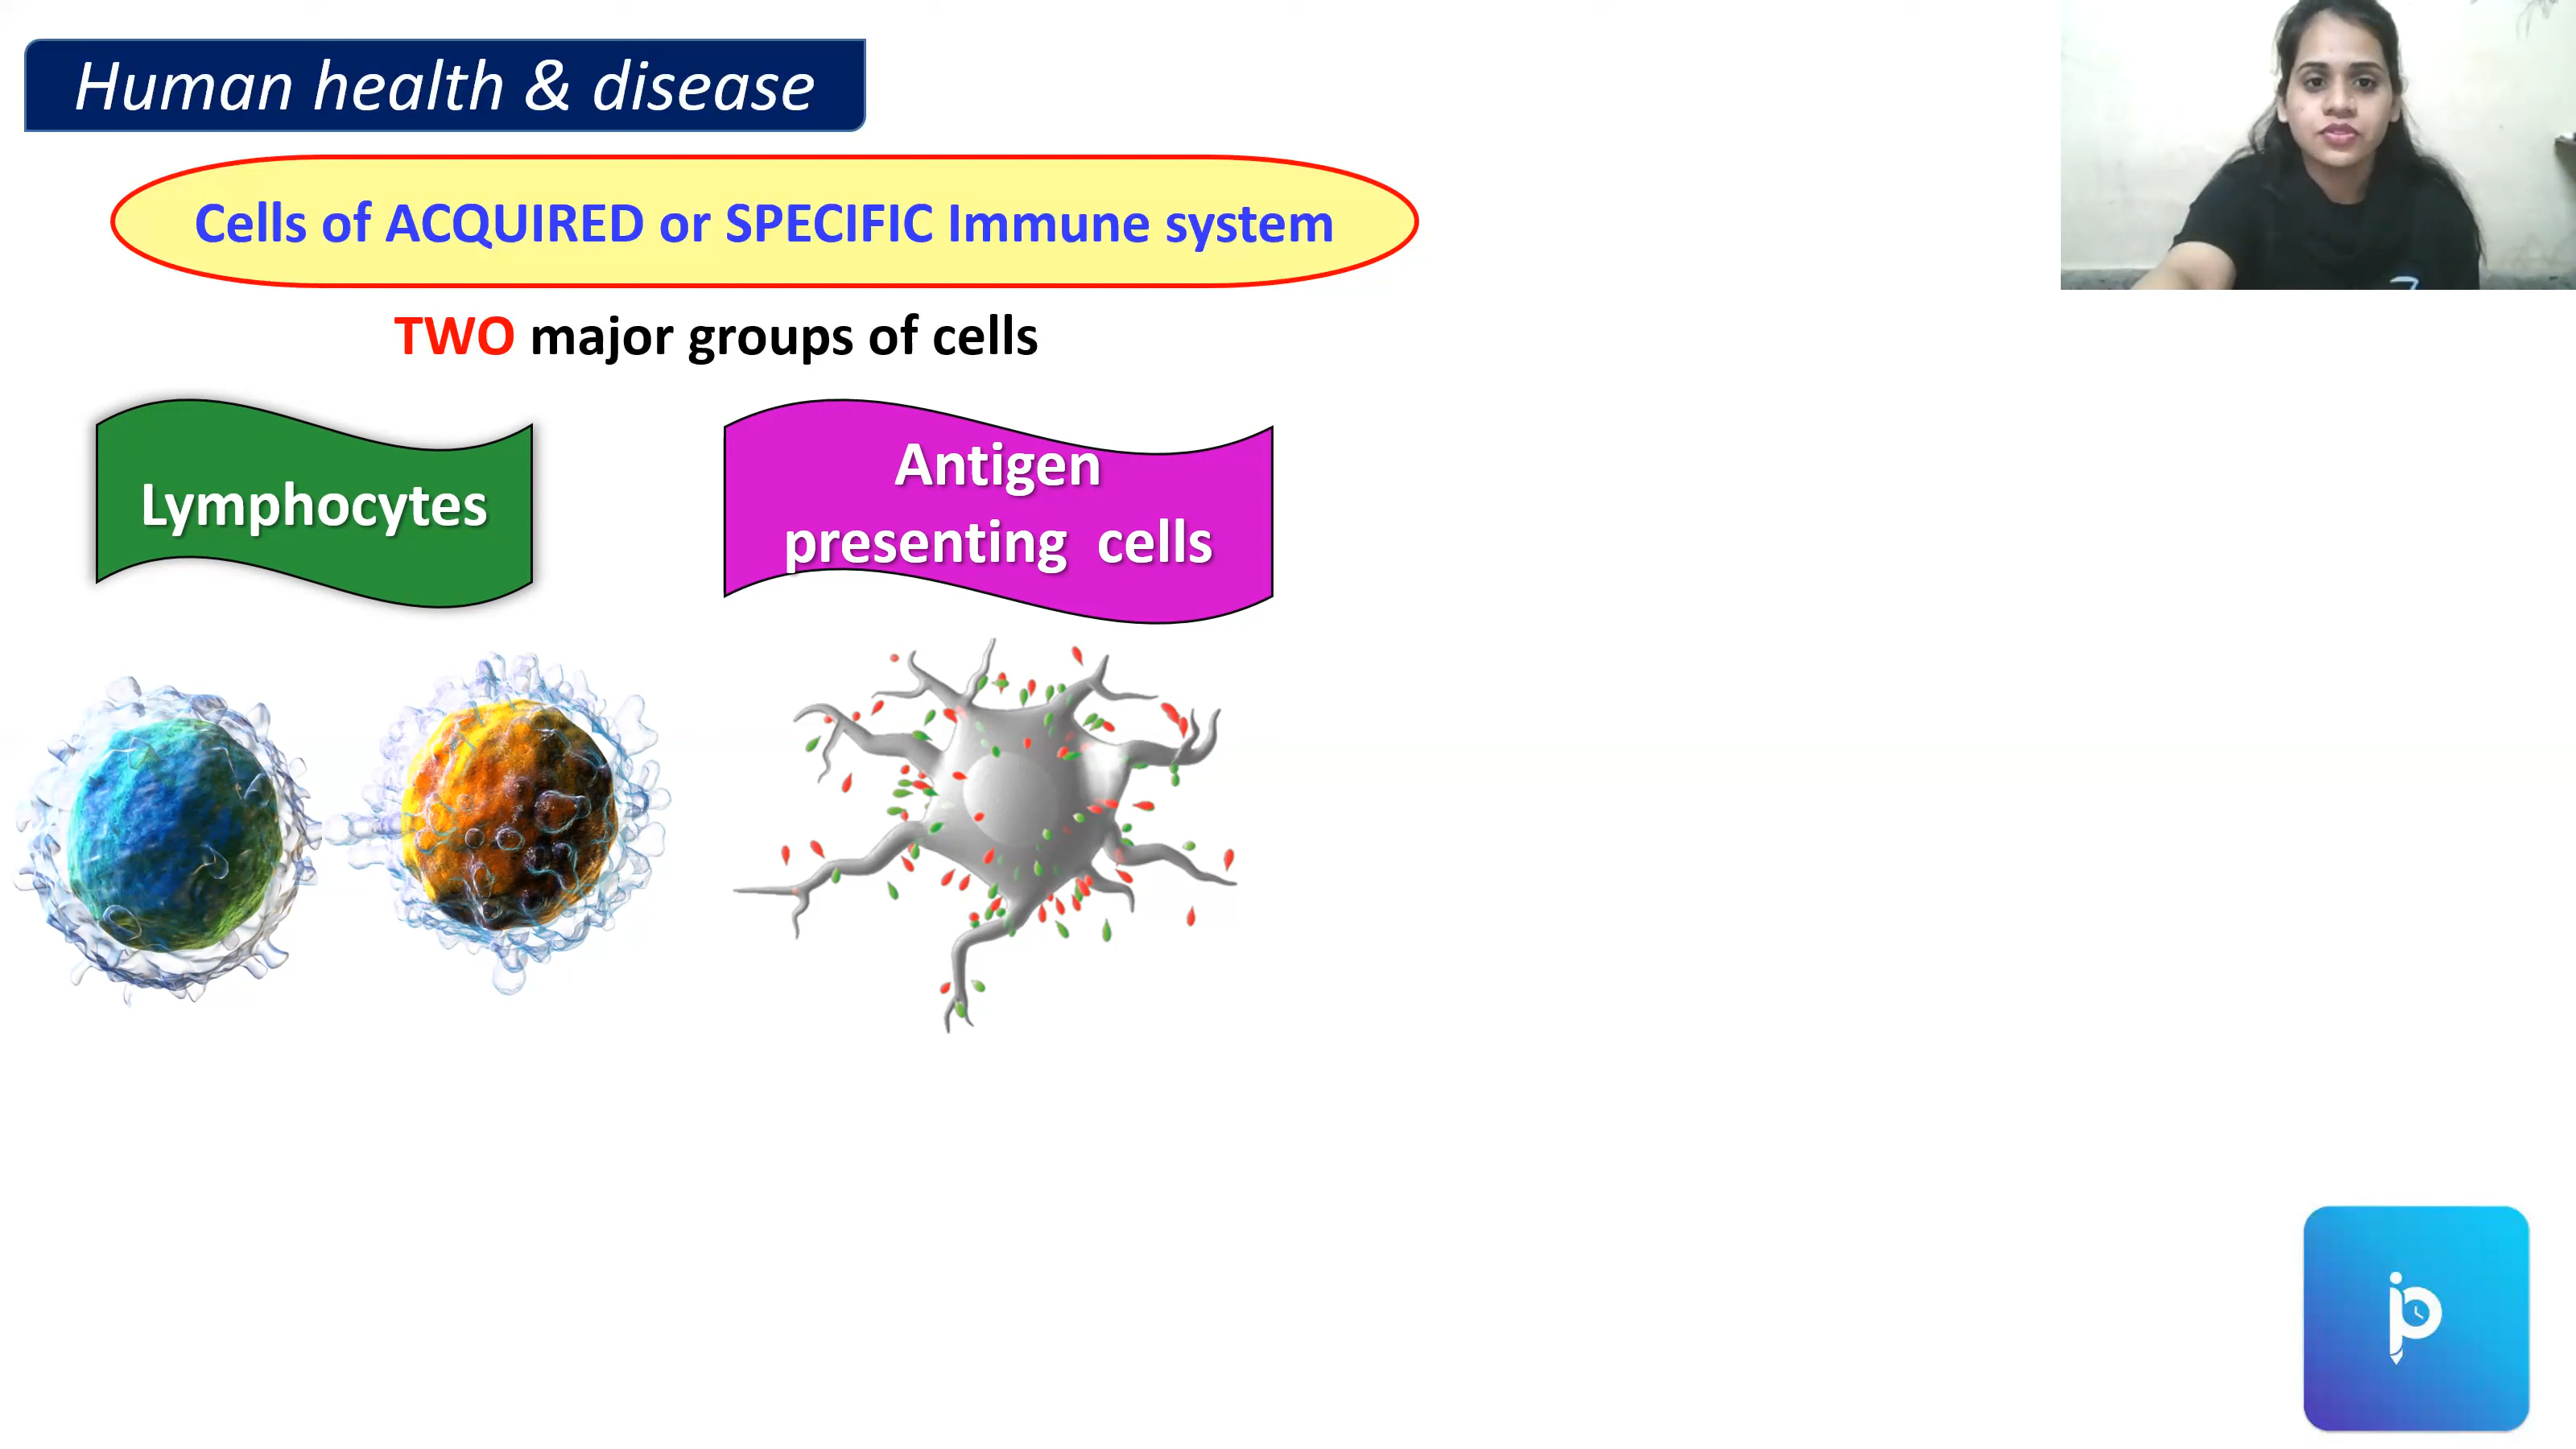 Human health & disease
Cells of ACQUIRED or SPECIFIC Immune system
TWO major groups of cells
Lymphocytes
Antigen
presenting cells